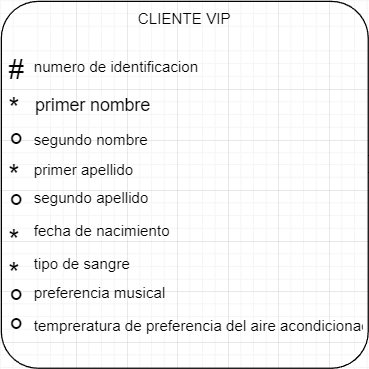 CLIENTE VIP
# numero de identificacion
* primer nombre
o segundo nombre
* primer apellido
o segundo apellido
* fecha de nacimiento
* tipo de sangre
o preferencia musical
o tempreratura de preferencia del aire acondiciona